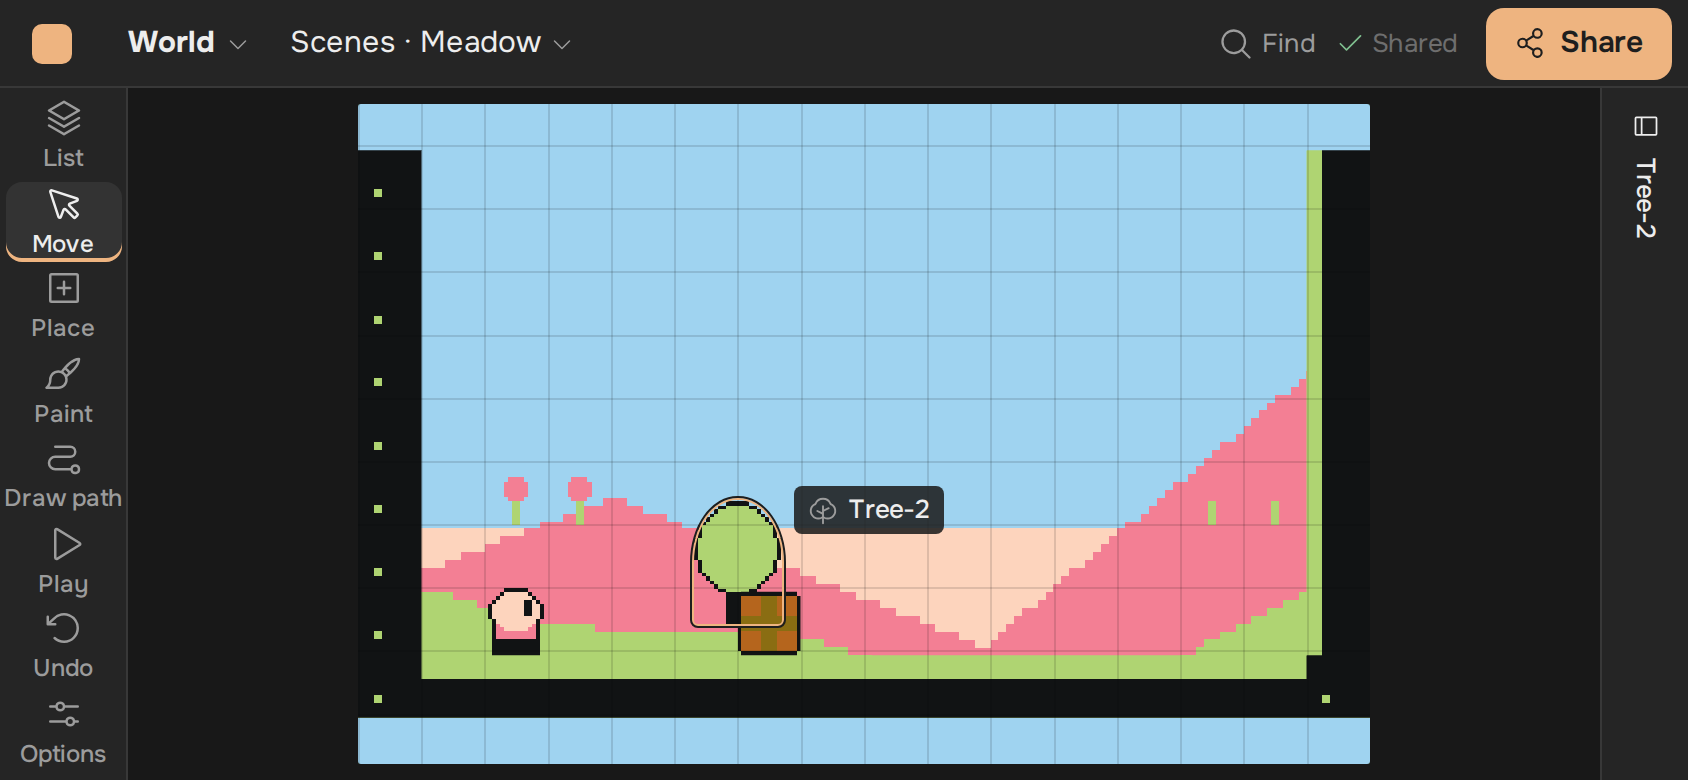 World
Scenes · Meadow
Find
Shared
Share
List
Move
Place
Paint
Draw path
Play
Undo
Options
Tree-2
Tree-2